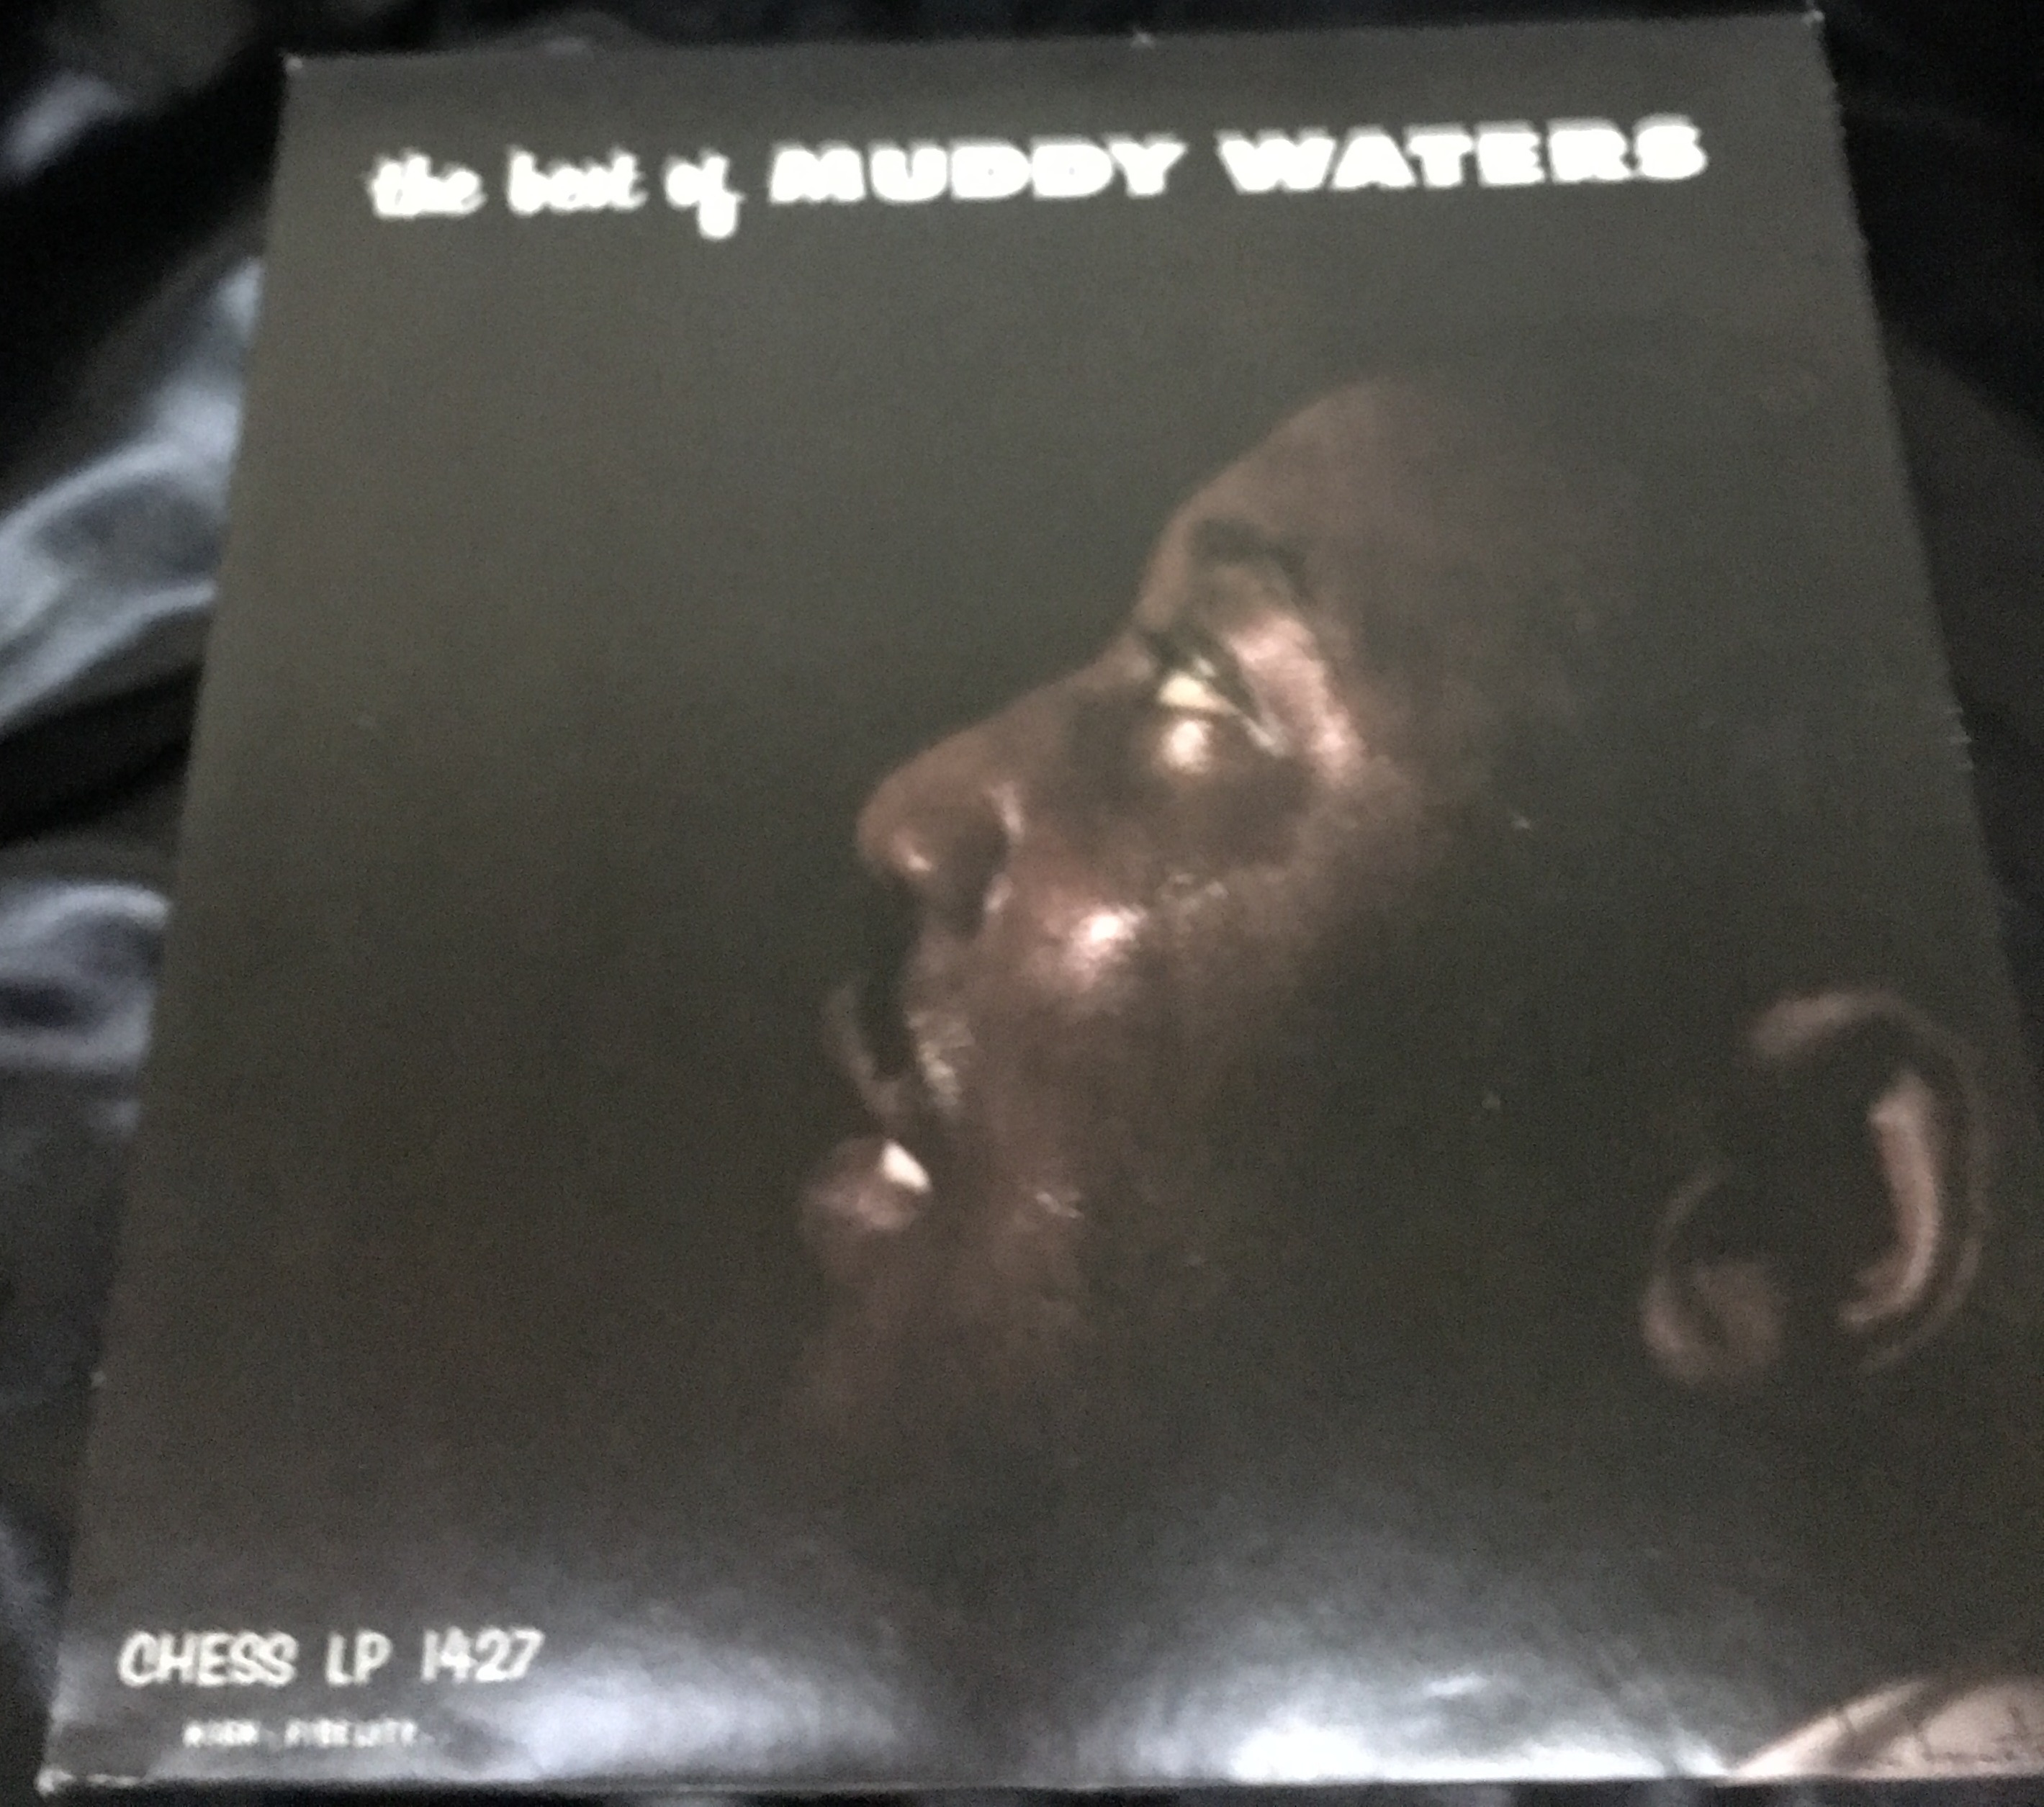 the best of MUDDY WATERS
CHESS LP 1427
HIGH FIDELITY